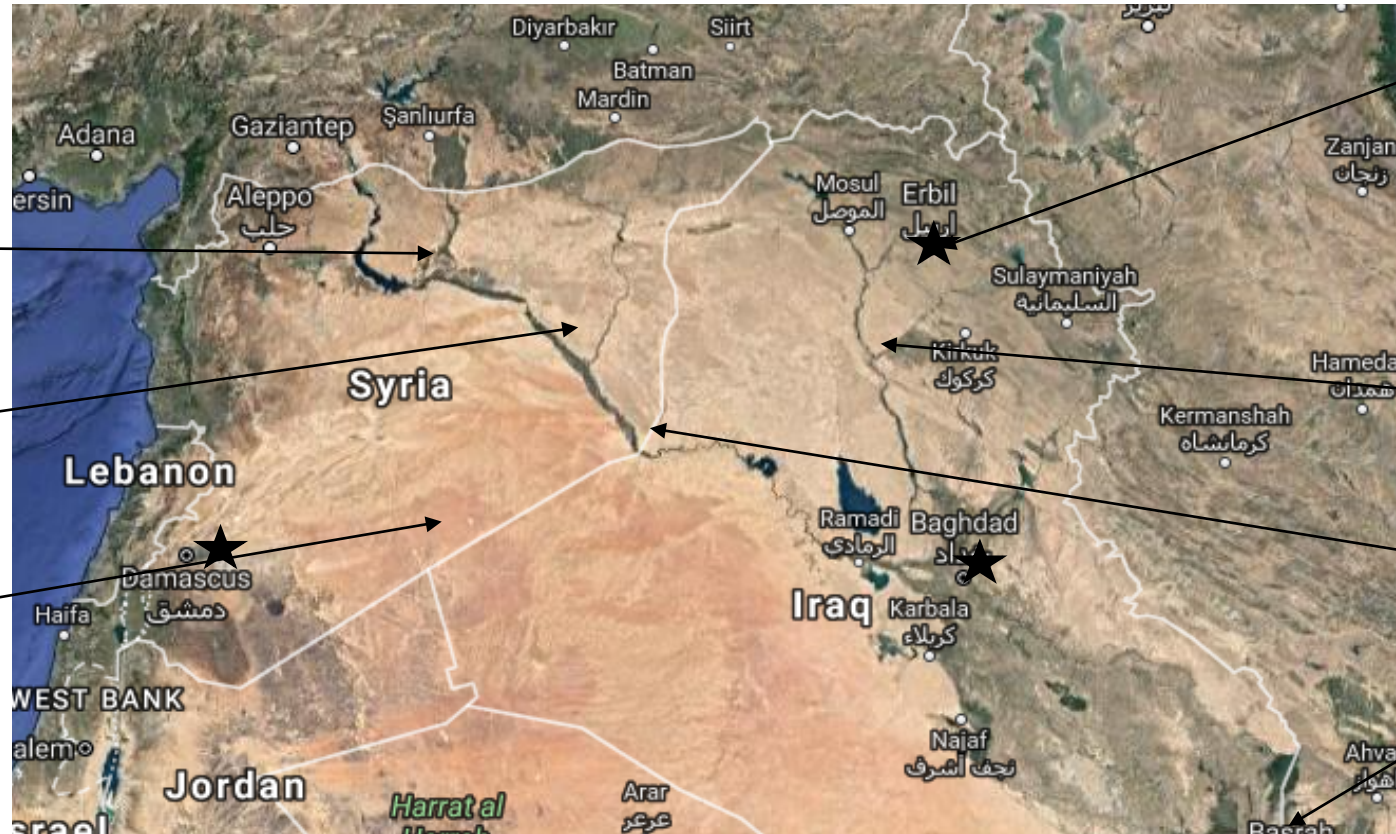 Diyarbakır
Siirt
Batman
Mardin
Şanlıurfa
Gaziantep
Adana
ersin
Aleppo
حلب
Mosul
الموصل
Erbil
أربيل
Zanjan
زنجان
Sulaymaniyah
السليمانية
Kirkuk
كركوك
Hameda
همدان
Kermanshah
كرمانشاه
Syria
Lebanon
Damascus
دمشق
Haifa
Ramadi
الرمادي
Baghdad
Iraq
Karbala
كربلاء
WEST BANK
alem
Najaf
نجف أشرف
Jordan
Harrat al
Arar
عرعر
Ahva
اهواز
Basrah
srael